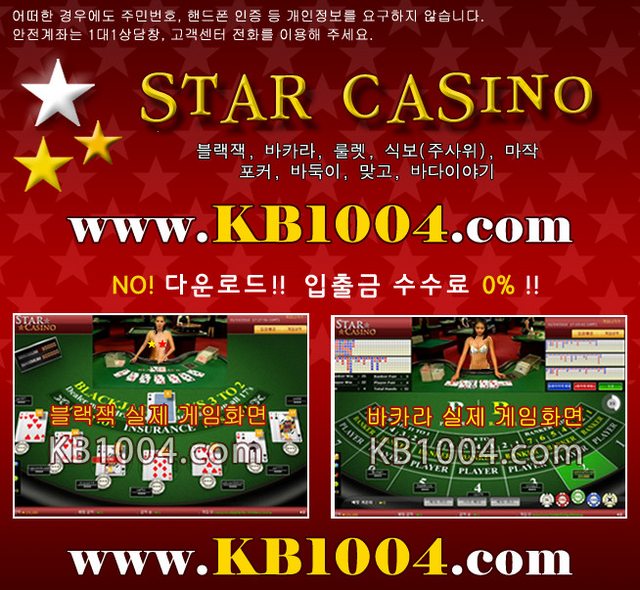 어떠한 경우에도 주민번호, 핸드폰 인증 등 개인정보를 요구하지 않습니다.
안전계좌는 1대1상담창, 고객센터 전화를 이용해 주세요.
STAR CASINO
블랙잭, 바카라, 룰렛, 식보(주사위), 마작
포커, 바둑이, 맞고, 바다이야기
www.KB1004.com
NO! 다운로드!! 입출금 수수료 0% !!
STAR CASINO
블랙잭 실제 게임화면
KB1004.com
INSURANCE
STAR CASINO
바카라 실제 게임화면
KB1004.com
PLAYER
www.KB1004.com